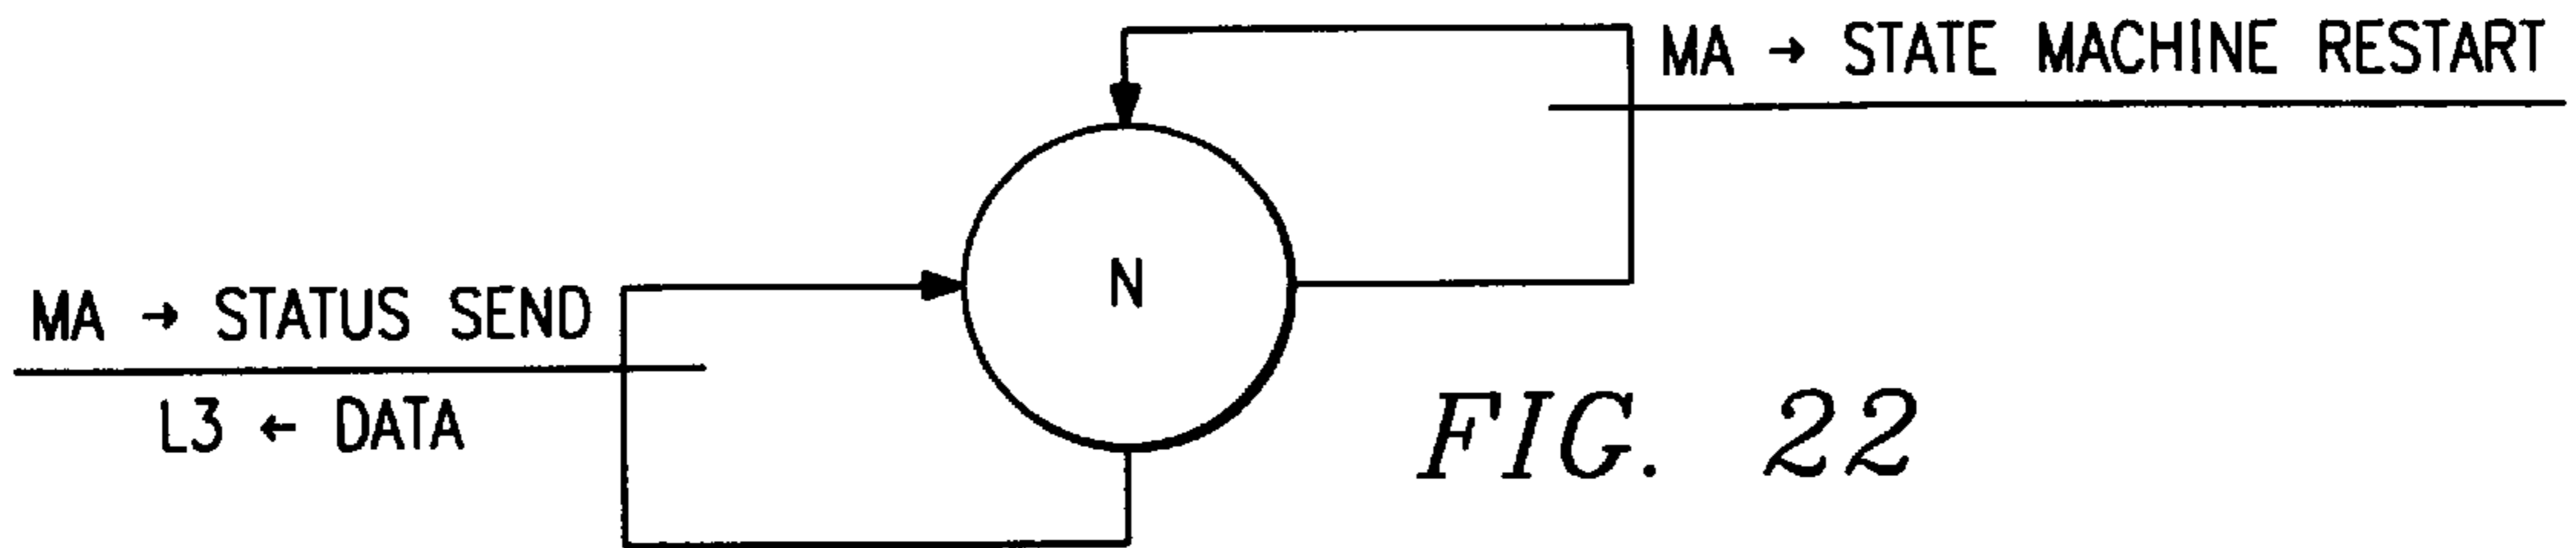 MA → STATE MACHINE RESTART
N
MA → STATUS SEND
L3 ← DATA
FIG. 22